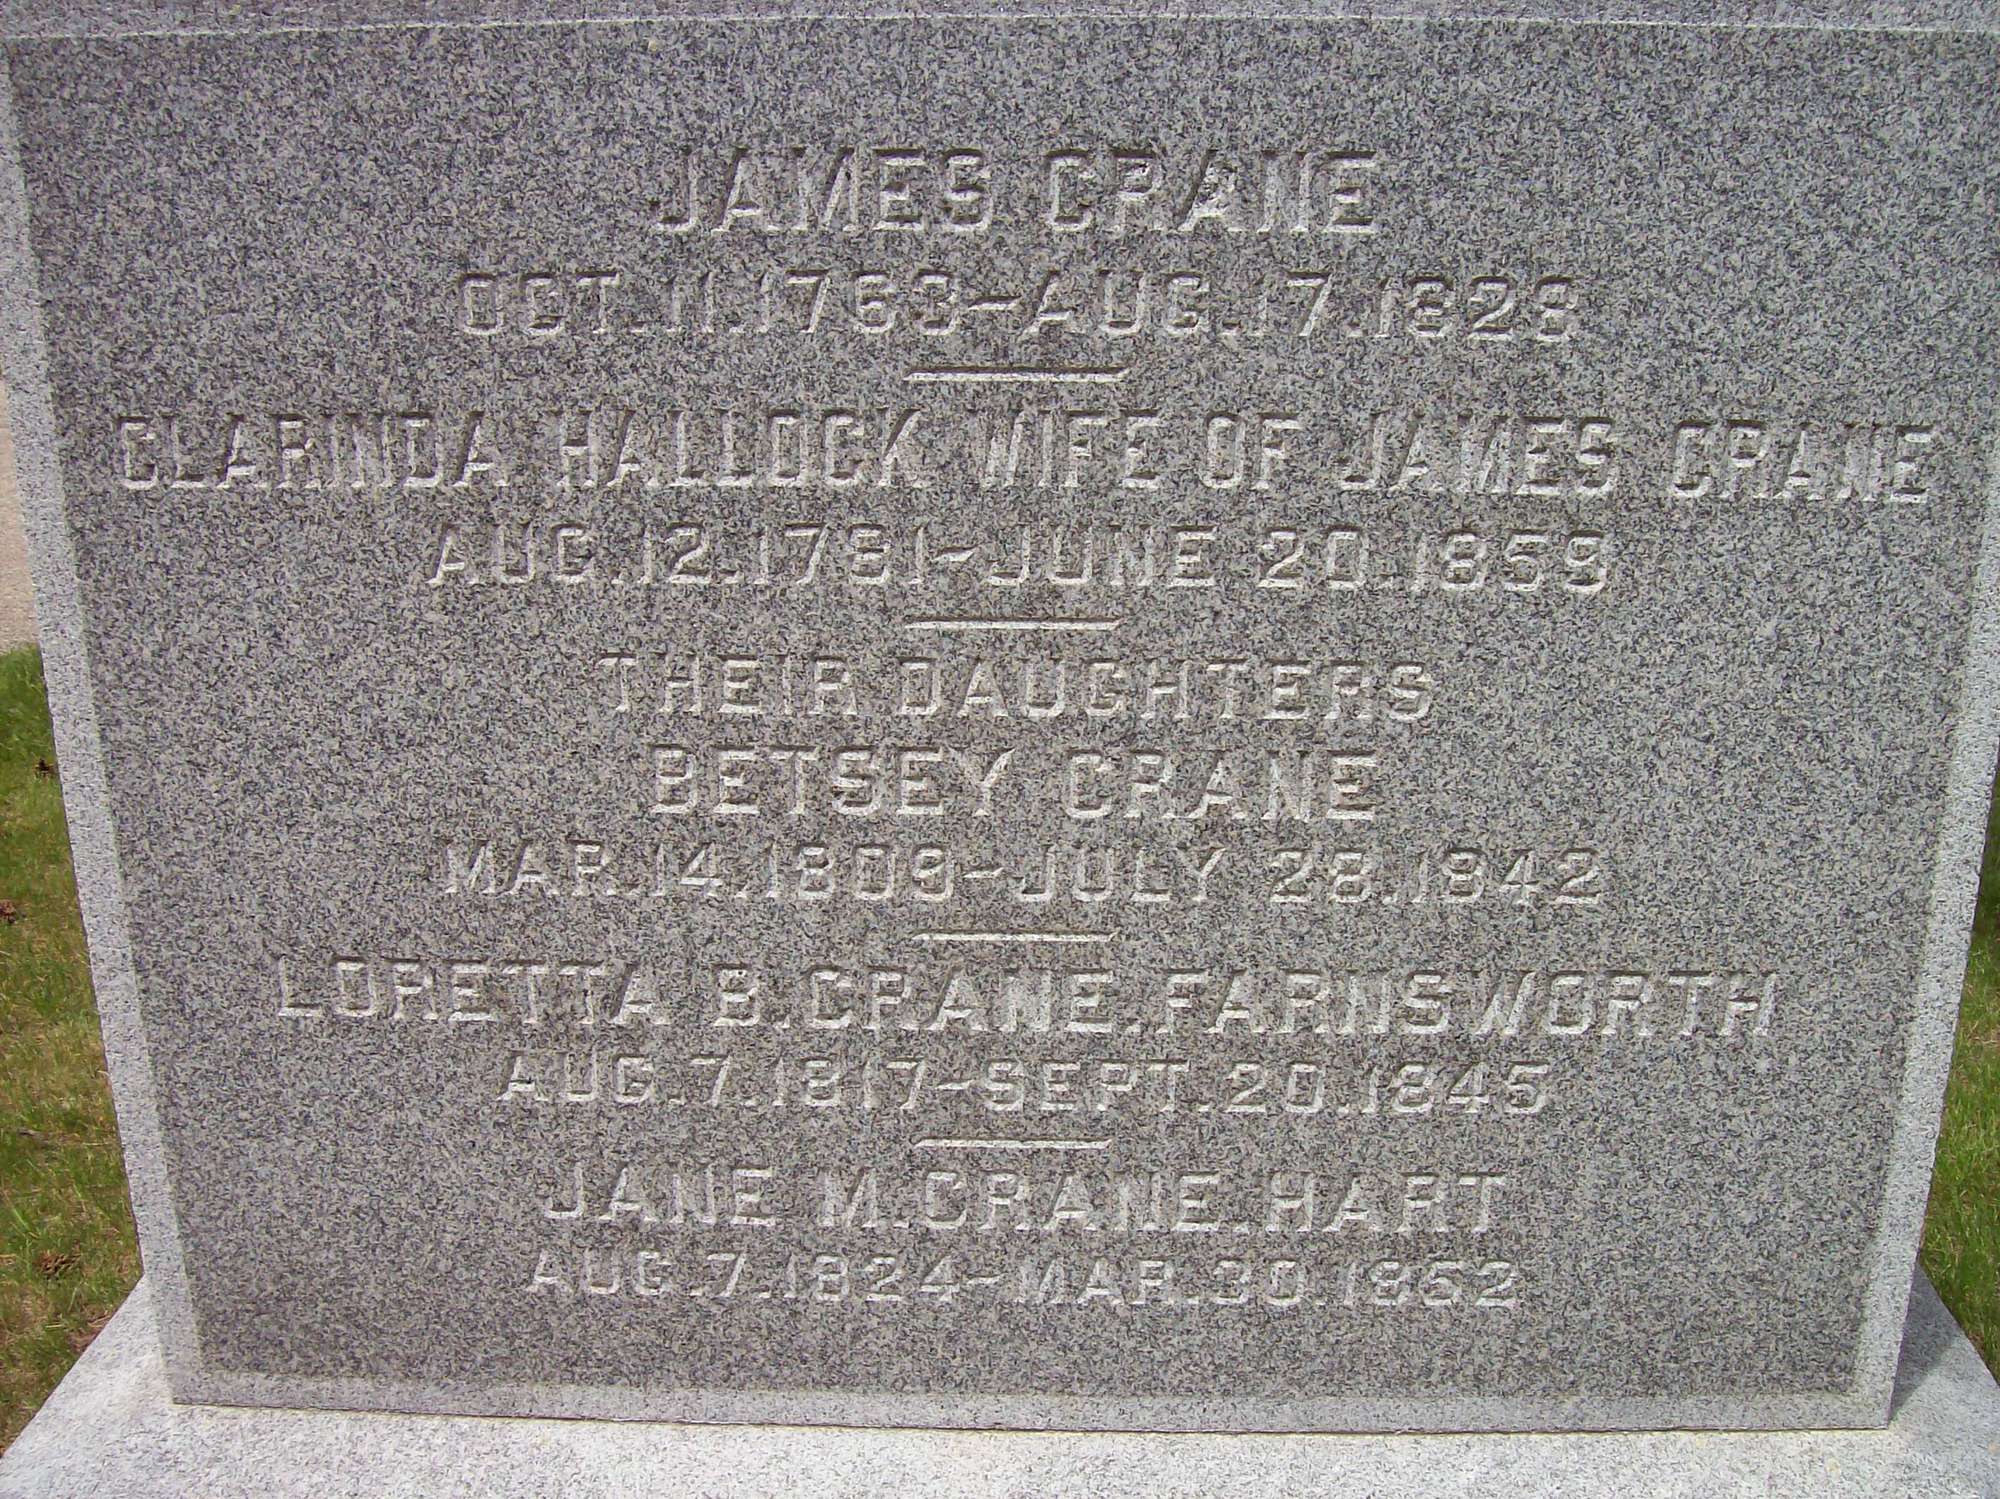 JAMES CRANE
OCT. 11. 1763 – AUG. 17. 1828
CLARINDA HALLOCK WIFE OF JAMES CRANE
AUG. 12. 1781 – JUNE 20. 1859
THEIR DAUGHTERS
BETSEY CRANE
MAR. 14. 1809 – JULY 28. 1842
LORETTA B. CRANE. FARNSWORTH
AUG. 7. 1817 – SEPT. 20. 1845
JANE M. CRANE. HART
AUG. 7. 1824 – MAR. 30. 1852